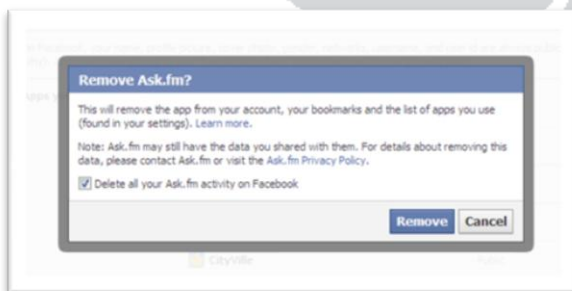 Remove Ask.fm?
This will remove the app from your account, your bookmarks and the list of apps you use
(found in your settings). Learn more.
Note: Ask.fm may still have the data you shared with them. For details about removing this
data, please contact Ask.fm or visit the Ask.fm Privacy Policy.
Delete all your Ask.fm activity on Facebook
Remove Cancel
CityVille